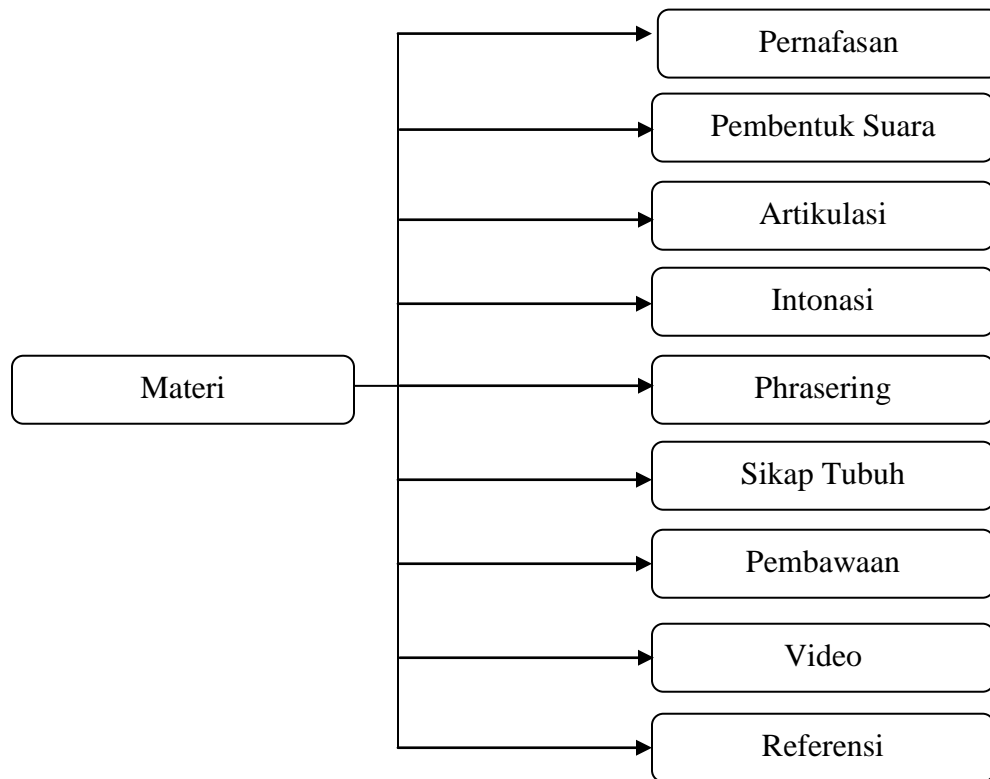 Pernafasan
Pembentuk Suara
Artikulasi
Intonasi
Materi
Phrasering
Sikap Tubuh
Pembawaan
Video
Referensi